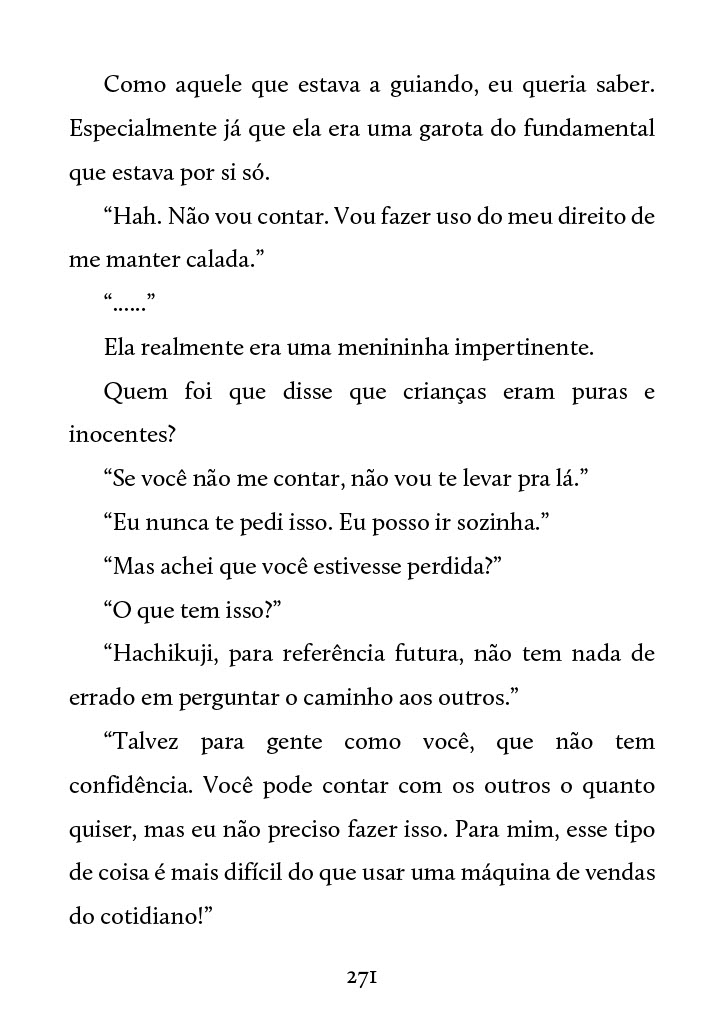 Como aquele que estava a guiando, eu queria saber.
Especialmente já que ela era uma garota do fundamental
que estava por si só.
“Hah. Não vou contar. Vou fazer uso do meu direito de
me manter calada.”
“......”
Ela realmente era uma menininha impertinente.
Quem foi que disse que crianças eram puras e
inocentes?
“Se você não me contar, não vou te levar pra lá.”
“Eu nunca te pedi isso. Eu posso ir sozinha.”
“Mas achei que você estivesse perdida?”
“O que tem isso?”
“Hachikuji, para referência futura, não tem nada de
errado em perguntar o caminho aos outros.”
“Talvez para gente como você, que não tem
confidência. Você pode contar com os outros o quanto
quiser, mas eu não preciso fazer isso. Para mim, esse tipo
de coisa é mais difícil do que usar uma máquina de vendas
do cotidiano!”
271